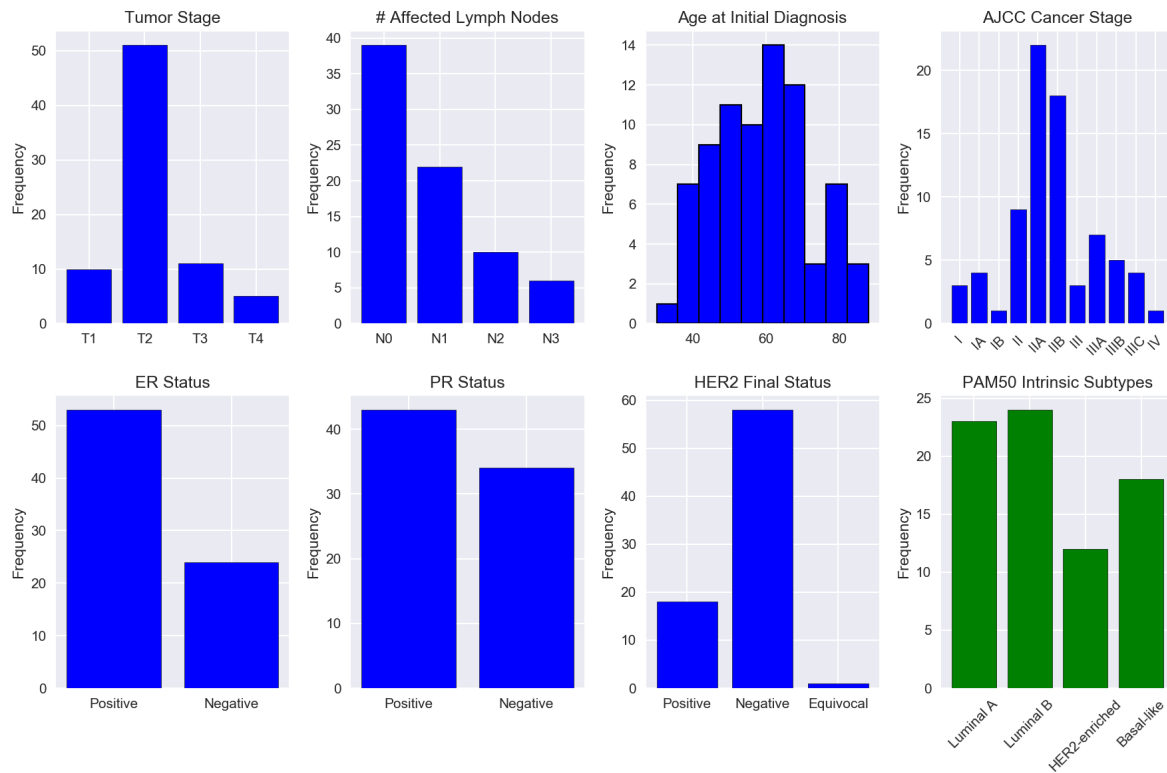 Tumor Stage
Frequency
50
40
30
20
10
0
T1 T2 T3 T4
# Affected Lymph Nodes
Frequency
40
35
30
25
20
15
10
5
0
N0 N1 N2 N3
Age at Initial Diagnosis
Frequency
14
12
10
8
6
4
2
0
40 60 80
AJCC Cancer Stage
Frequency
20
15
10
5
0
I IA IB II IIA IIB III IIIA IIIB IIIC IV
ER Status
Frequency
50
40
30
20
10
0
Positive Negative
PR Status
Frequency
40
30
20
10
0
Positive Negative
HER2 Final Status
Frequency
60
50
40
30
20
10
0
Positive Negative Equivocal
PAM50 Intrinsic Subtypes
Frequency
25
20
15
10
5
0
Luminal A Luminal B HER2-enriched Basal-like